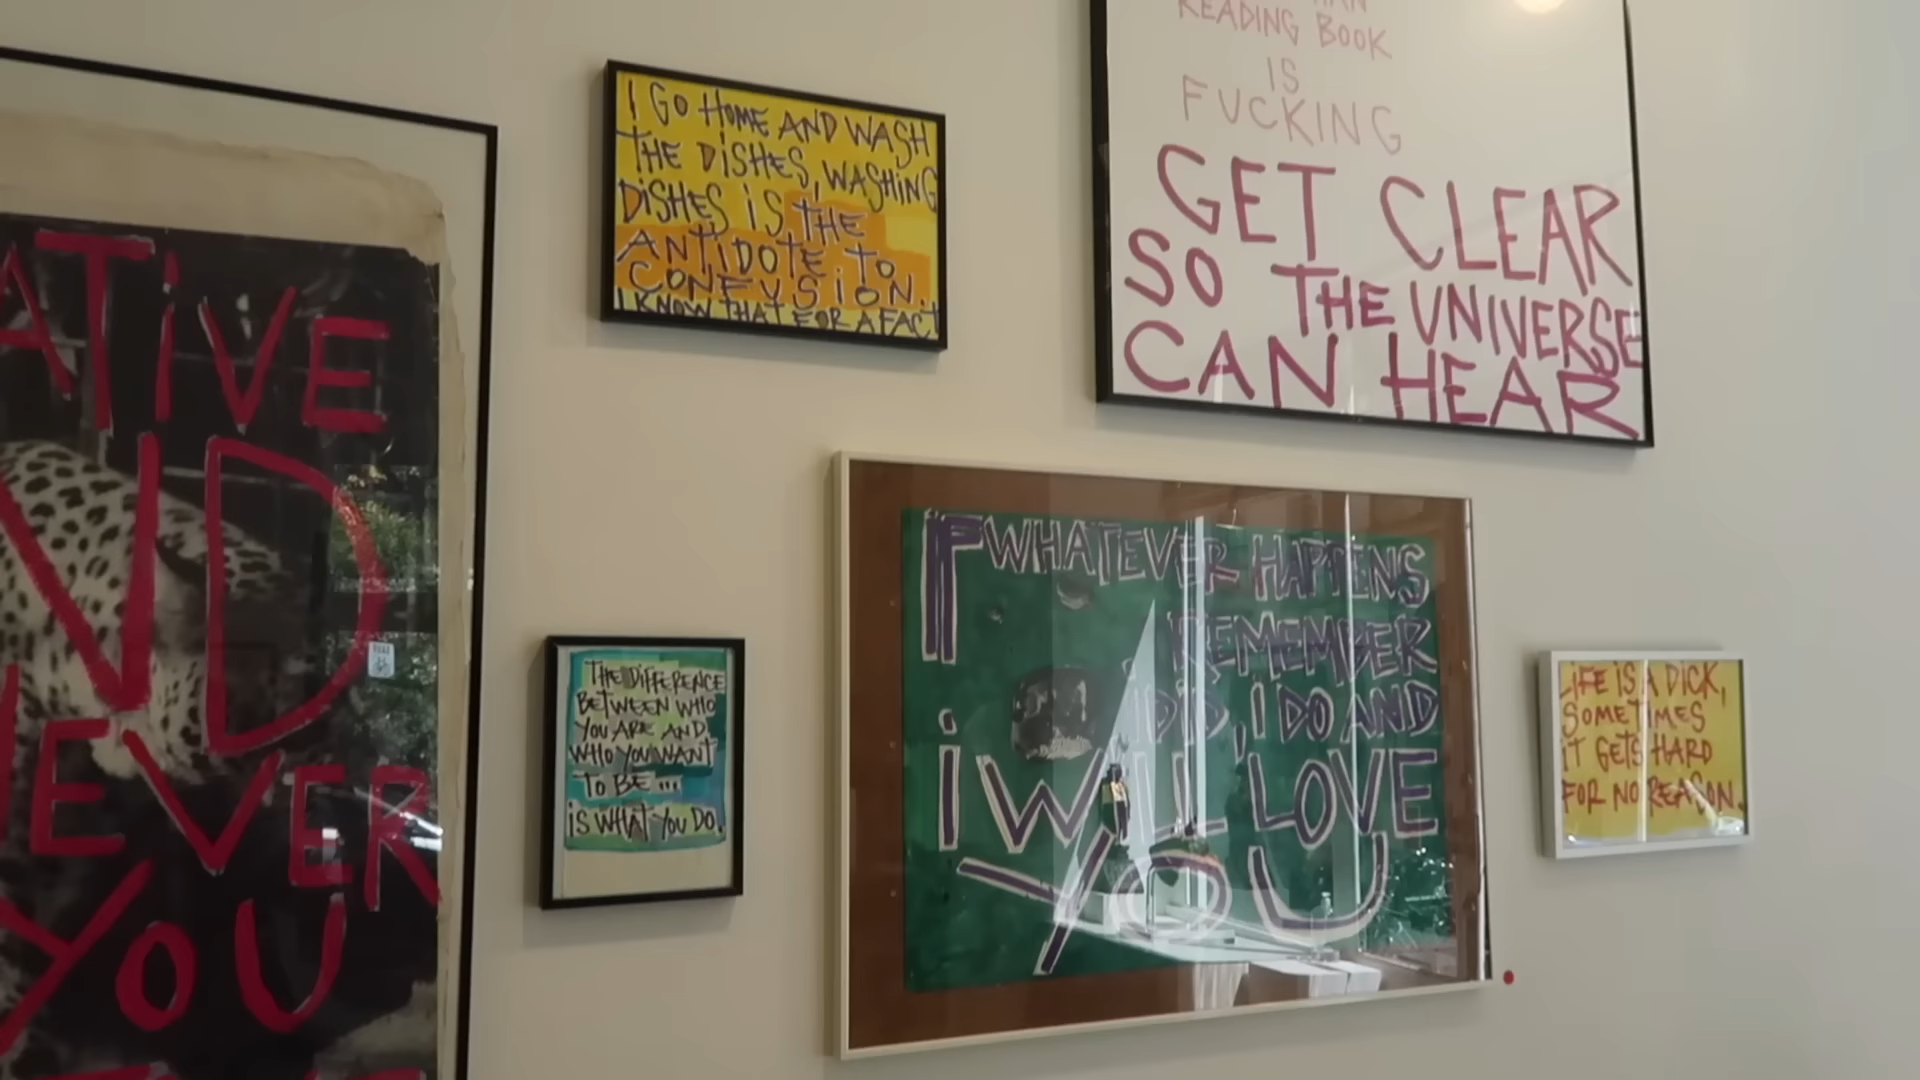 ATIVE
ND
EVER
YOU
I GO HOME AND WASH
THE DISHES, WASHING
DISHES IS THE
ANTIDOTE TO
CONFUSION.
I KNOW THAT FOR A FACT
READING BOOK
IS
FUCKING
GET CLEAR
SO THE UNIVERSE
CAN HEAR
THE DIFFERENCE
BETWEEN WHO
YOU ARE AND
WHO YOU WANT
TO BE...
IS WHAT YOU DO.
IF WHATEVER HAPPENS
REMEMBER
I DID, I DO AND
I WILL LOVE
YOU
LIFE IS A DICK,
SOMETIMES
IT GETS HARD
FOR NO REASON.